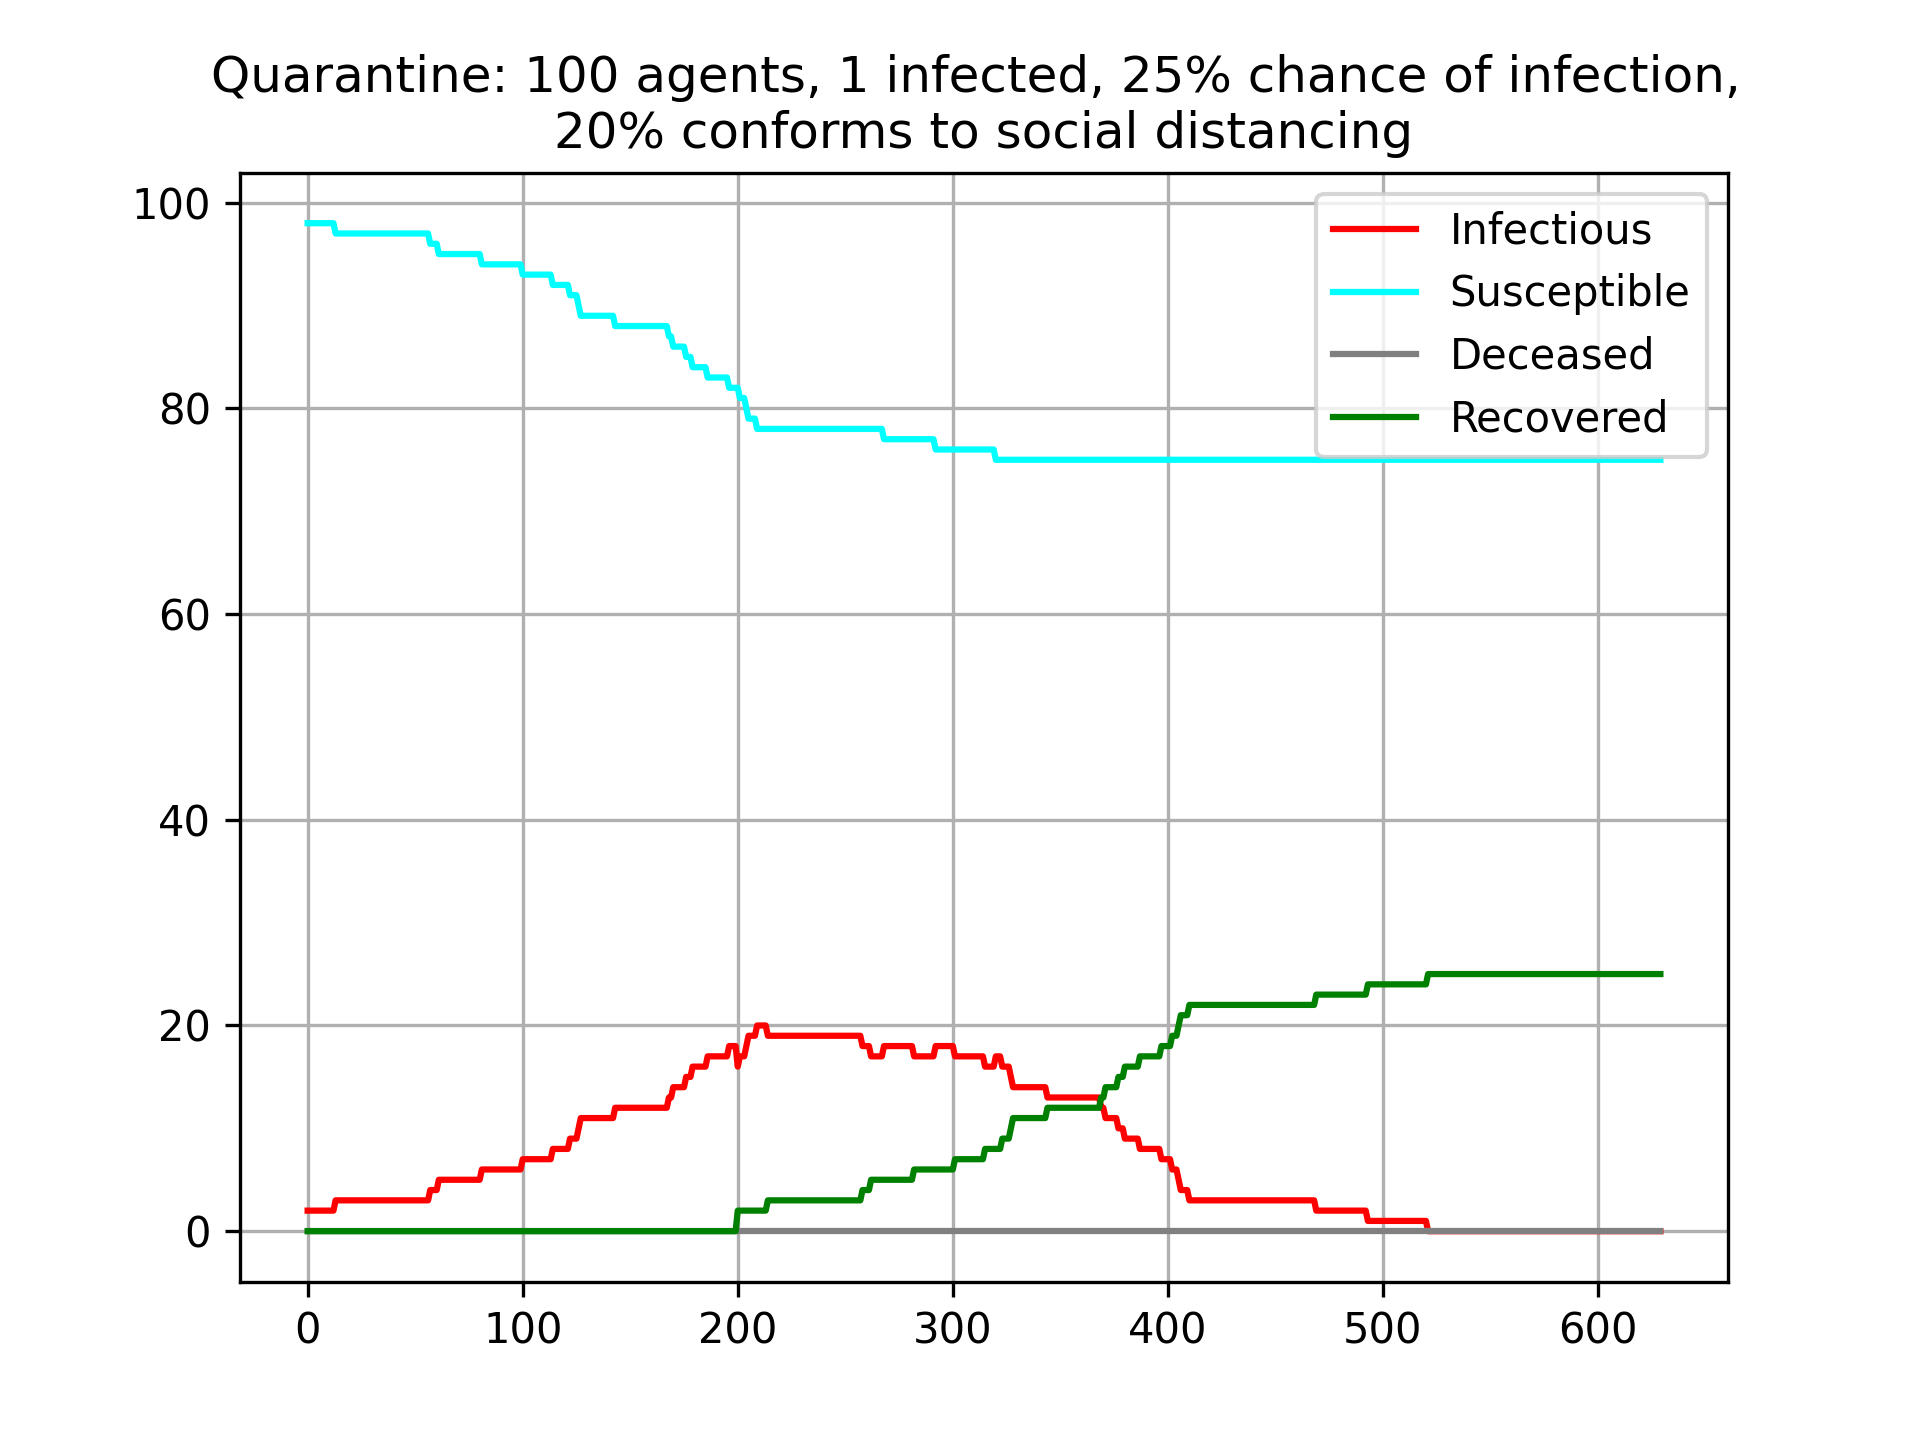 Quarantine: 100 agents, 1 infected, 25% chance of infection,
20% conforms to social distancing
100
80
60
40
20
0
Infectious
Susceptible
Deceased
Recovered
0 100 200 300 400 500 600